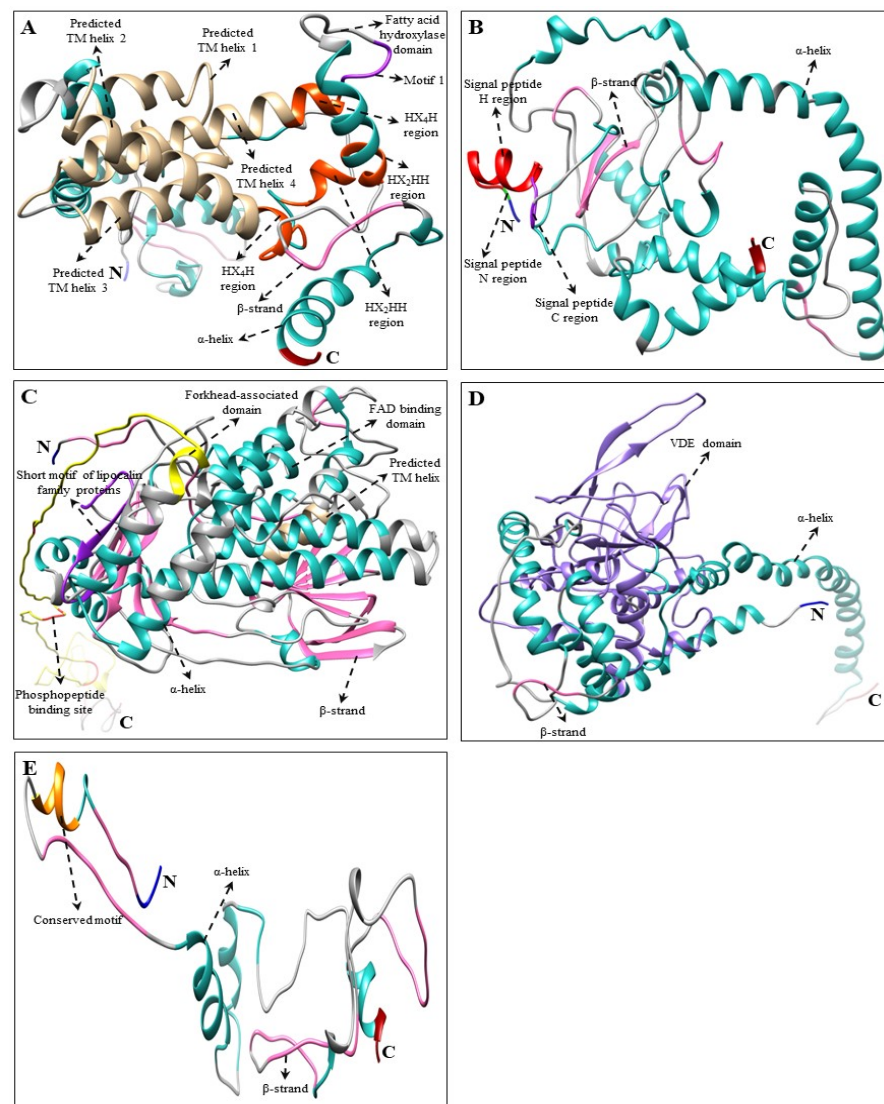 A
Predicted
TM helix 2
Predicted
TM helix 1
Fatty acid
hydroxylase
domain
Motif 1
HX4H
region
HX2HH
region
Predicted
TM helix 4
Predicted
TM helix 3
N
HX4H
region
β-strand
HX2HH
region
α-helix
C
B
Signal peptide
H region
β-strand
α-helix
N
Signal peptide
N region
Signal peptide
C region
C
C
Forkhead-associated
domain
FAD binding
domain
N
Predicted
TM helix
Short motif of lipocalin
family proteins
α-helix
Phosphopeptide
binding site
C
β-strand
D
VDE domain
α-helix
N
C
β-strand
E
N
α-helix
Conserved motif
C
β-strand